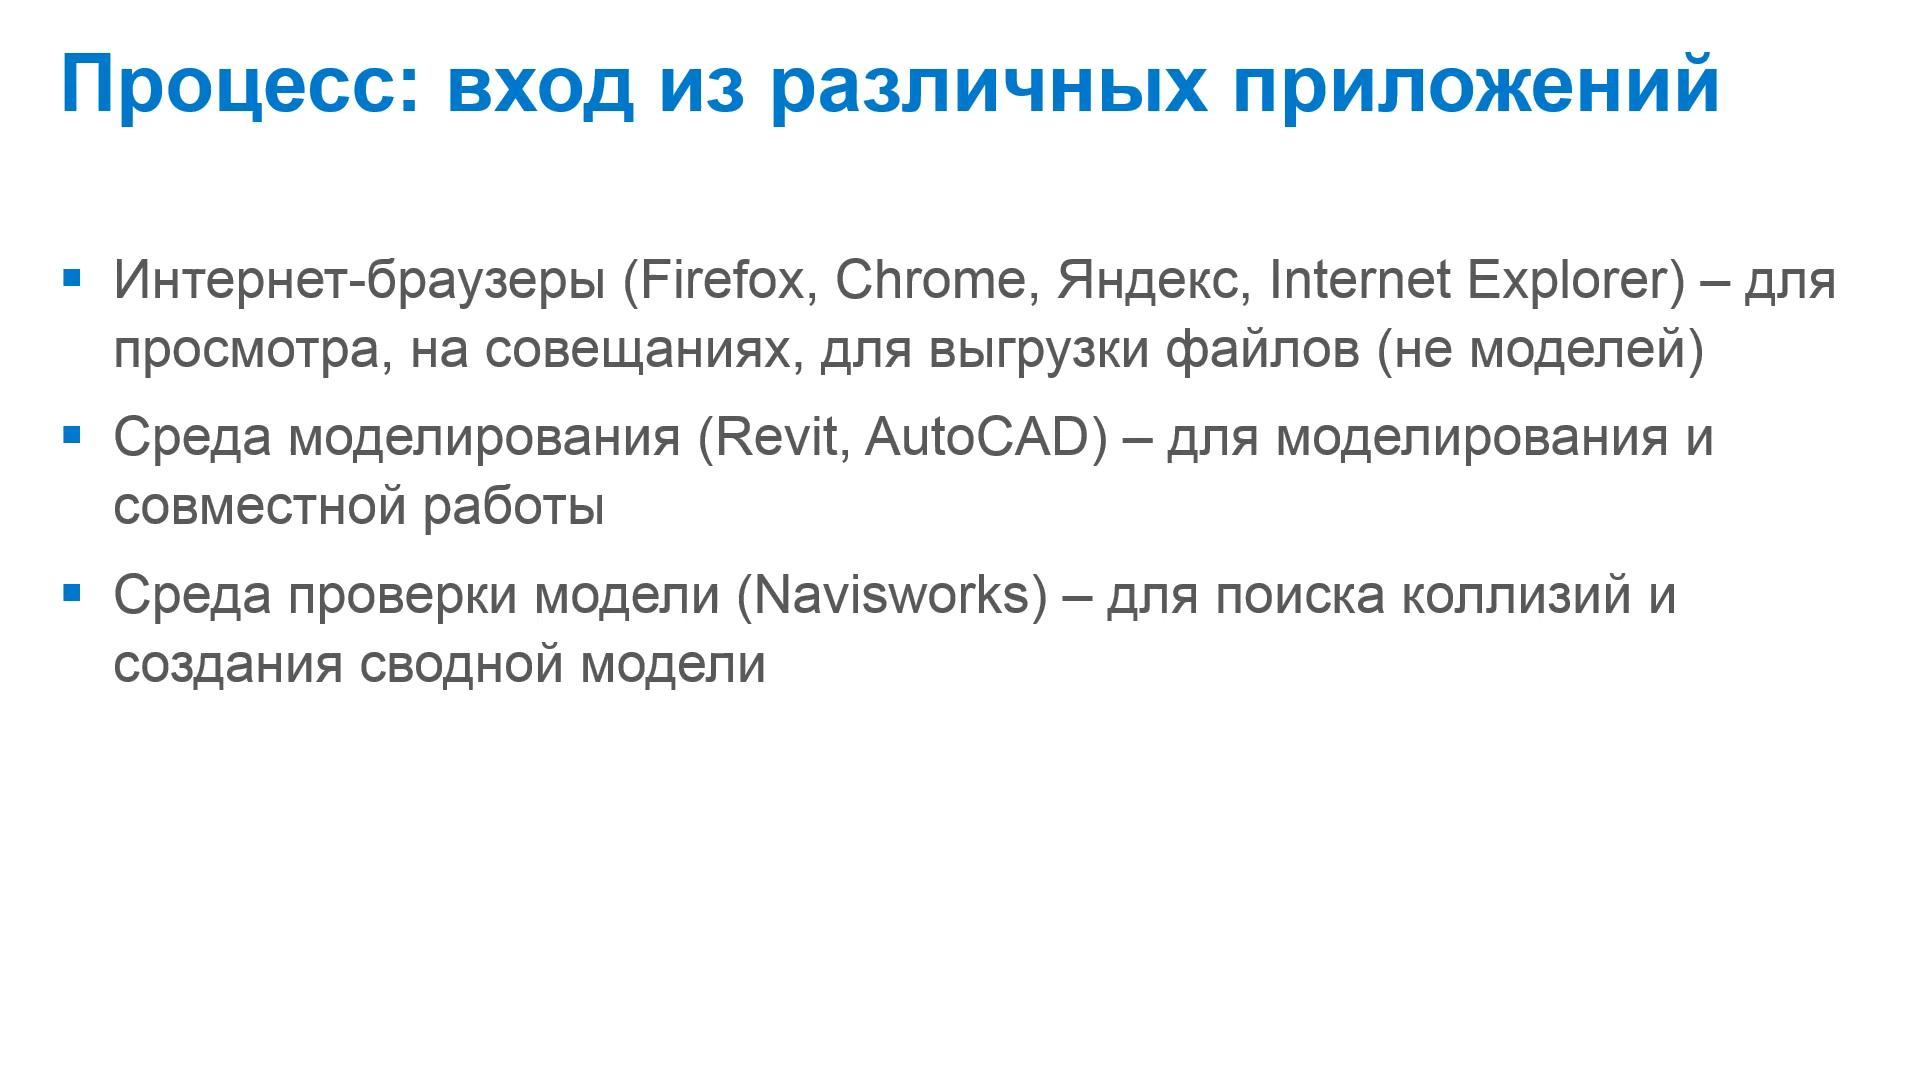 Процесс: вход из различных приложений
▪ Интернет-браузеры (Firefox, Chrome, Яндекс, Internet Explorer) – для
просмотра, на совещаниях, для выгрузки файлов (не моделей)
▪ Среда моделирования (Revit, AutoCAD) – для моделирования и
совместной работы
▪ Среда проверки модели (Navisworks) – для поиска коллизий и
создания сводной модели